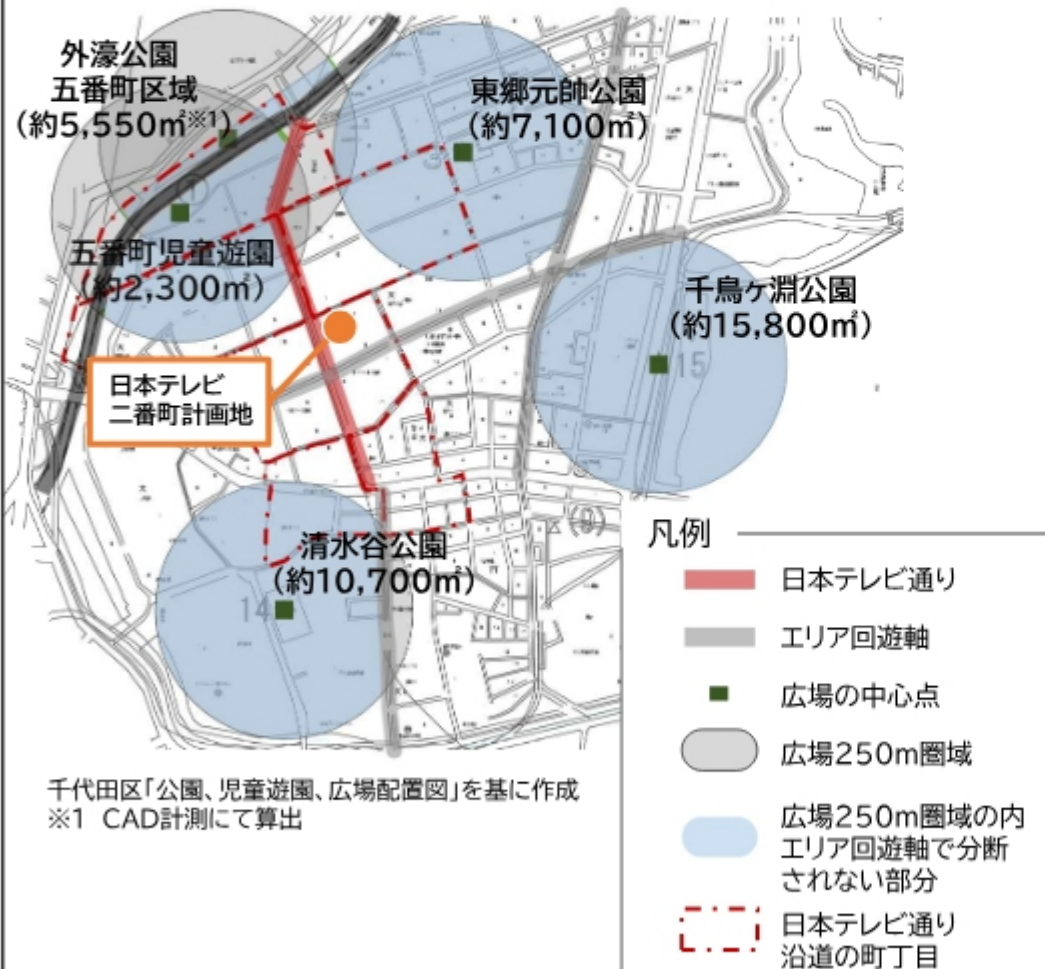 外濠公園
五番町区域
(約5,550㎡※1)
東郷元帥公園
(約7,100㎡)
五番町児童遊園
(約2,300㎡)
千鳥ヶ淵公園
(約15,800㎡)
15
日本テレビ
二番町計画地
清水谷公園
(約10,700㎡)
14
(9)
凡例
日本テレビ通り
エリア回遊軸
広場の中心点
広場250m圏域
広場250m圏域の内
エリア回遊軸で分断
されない部分
日本テレビ通り
沿道の町丁目
千代田区「公園、児童遊園、広場配置図」を基に作成
※1 CAD計測にて算出